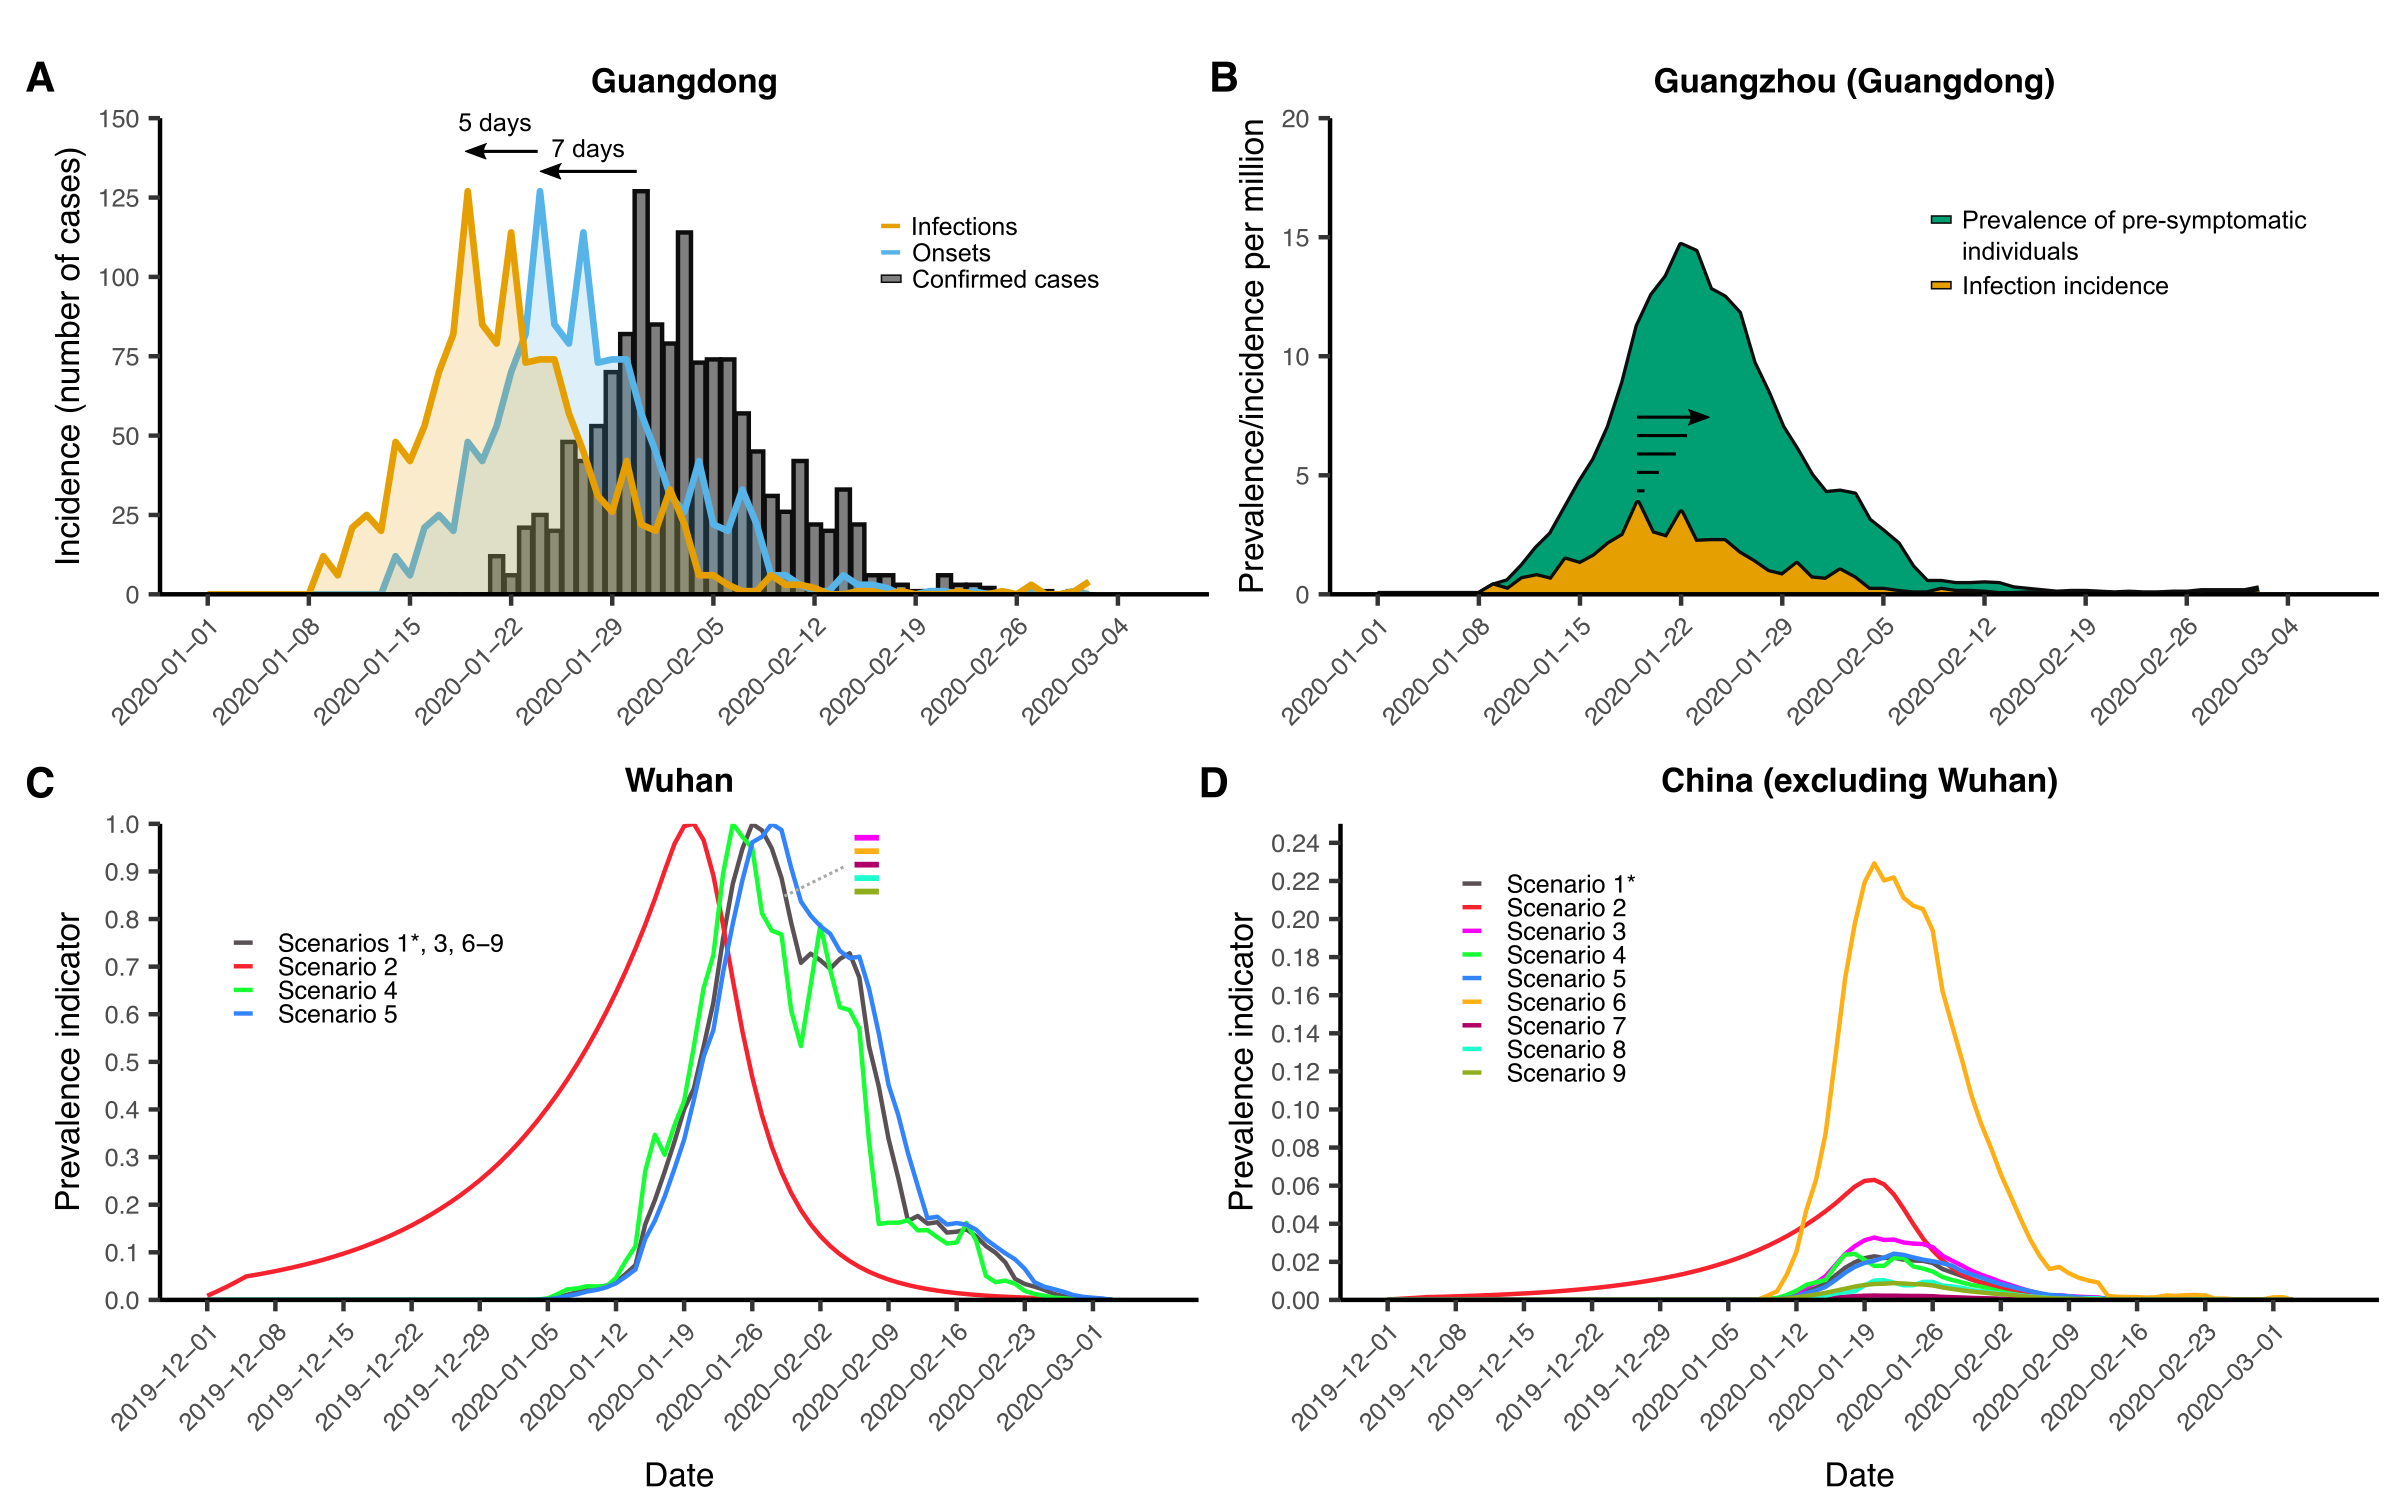 A
Guangdong
150
125
100
75
50
25
0
Incidence (number of cases)
5 days
7 days
Infections
Onsets
Confirmed cases
2020−01−01
2020−01−08
2020−01−15
2020−01−22
2020−01−29
2020−02−05
2020−02−12
2020−02−19
2020−02−26
2020−03−04
B
Guangzhou (Guangdong)
20
15
10
5
0
Prevalence/incidence per million
Prevalence of pre-symptomatic
individuals
Infection incidence
2020−01−01
2020−01−08
2020−01−15
2020−01−22
2020−01−29
2020−02−05
2020−02−12
2020−02−19
2020−02−26
2020−03−04
C
Wuhan
1.0
0.9
0.8
0.7
0.6
0.5
0.4
0.3
0.2
0.1
0.0
Prevalence indicator
Scenarios 1*, 3, 6−9
Scenario 2
Scenario 4
Scenario 5
2019−12−01
2019−12−08
2019−12−15
2019−12−22
2019−12−29
2020−01−05
2020−01−12
2020−01−19
2020−01−26
2020−02−02
2020−02−09
2020−02−16
2020−02−23
2020−03−01
Date
D
China (excluding Wuhan)
0.24
0.22
0.20
0.18
0.16
0.14
0.12
0.10
0.08
0.06
0.04
0.02
0.00
Prevalence indicator
Scenario 1*
Scenario 2
Scenario 3
Scenario 4
Scenario 5
Scenario 6
Scenario 7
Scenario 8
Scenario 9
2019−12−01
2019−12−08
2019−12−15
2019−12−22
2019−12−29
2020−01−05
2020−01−12
2020−01−19
2020−01−26
2020−02−02
2020−02−09
2020−02−16
2020−02−23
2020−03−01
Date